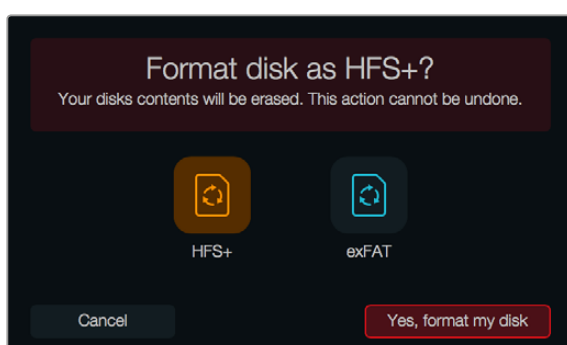 Format disk as HFS+?
Your disks contents will be erased. This action cannot be undone.
HFS+ exFAT
Cancel Yes, format my disk